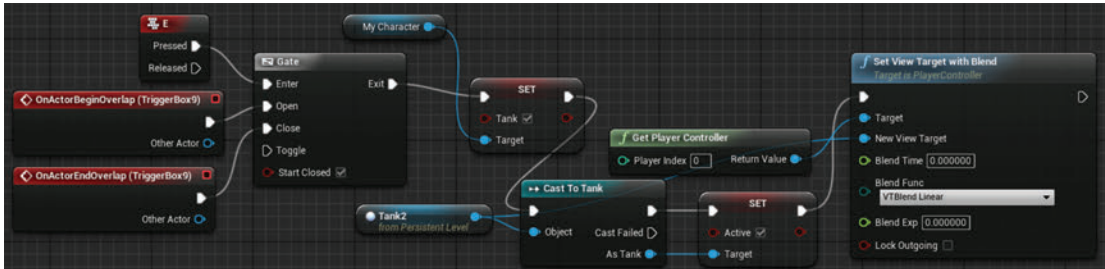 E
Pressed
Released
OnActorBeginOverlap (TriggerBox9)
Other Actor
OnActorEndOverlap (TriggerBox9)
Other Actor
Gate
Enter
Exit
Open
Close
Toggle
Start Closed
My Character
SET
Tank
Target
Tank2
from Persistent Level
Get Player Controller
Player Index 0
Return Value
Cast To Tank
Object
Cast Failed
As Tank
SET
Active
Target
Set View Target with Blend
Target is PlayerController
Target
New View Target
Blend Time 0.000000
Blend Func
VTBlend Linear
Blend Exp 0.000000
Lock Outgoing